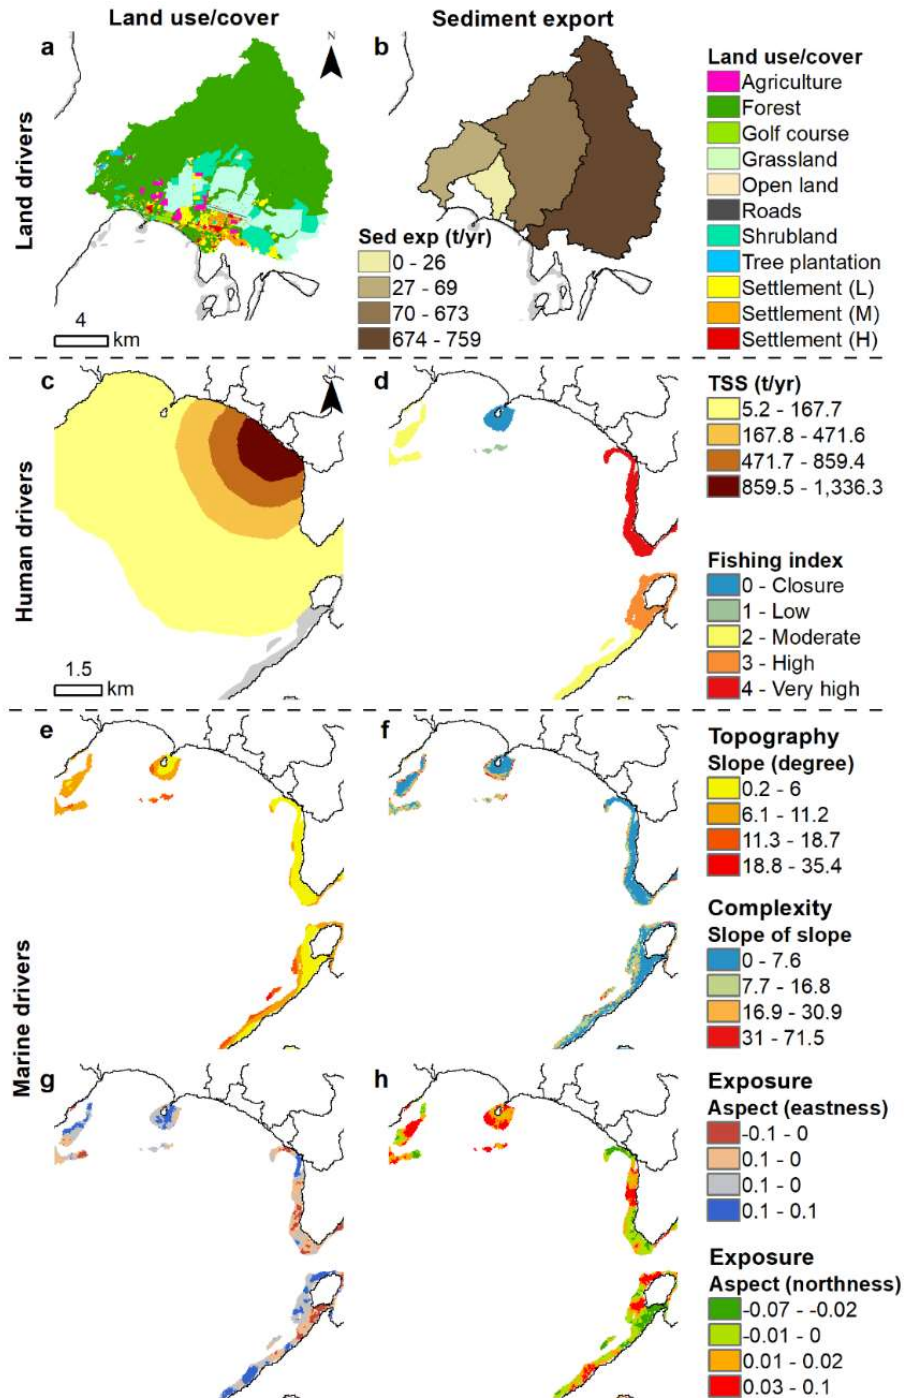 Land use/cover
Sediment export
Land drivers
a
N
b
Land use/cover
Agriculture
Forest
Golf course
Grassland
Open land
Roads
Shrubland
Tree plantation
Settlement (L)
Settlement (M)
Settlement (H)
Sed exp (t/yr)
0 - 26
27 - 69
70 - 673
674 - 759
4
km
Human drivers
c
N
d
TSS (t/yr)
5.2 - 167.7
167.8 - 471.6
471.7 - 859.4
859.5 - 1,336.3
Fishing index
0 - Closure
1 - Low
2 - Moderate
3 - High
4 - Very high
1.5
km
Marine drivers
e
f
Topography
Slope (degree)
0.2 - 6
6.1 - 11.2
11.3 - 18.7
18.8 - 35.4
Complexity
Slope of slope
0 - 7.6
7.7 - 16.8
16.9 - 30.9
31 - 71.5
g
h
Exposure
Aspect (eastness)
-0.1 - 0
0.1 - 0
0.1 - 0
0.1 - 0.1
Exposure
Aspect (northness)
-0.07 - -0.02
-0.01 - 0
0.01 - 0.02
0.03 - 0.1